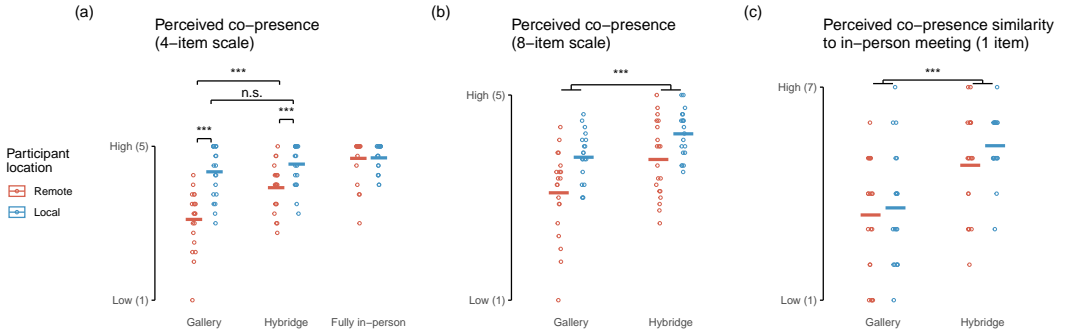 (a)
Perceived co−presence
(4−item scale)
***
n.s.
***
***
High (5)
Low (1)
Gallery
Hybridge
Fully in−person
Participant
location
Remote
Local
(b)
Perceived co−presence
(8−item scale)
***
High (5)
Low (1)
Gallery
Hybridge
(c)
Perceived co−presence similarity
to in−person meeting (1 item)
***
High (7)
Low (1)
Gallery
Hybridge